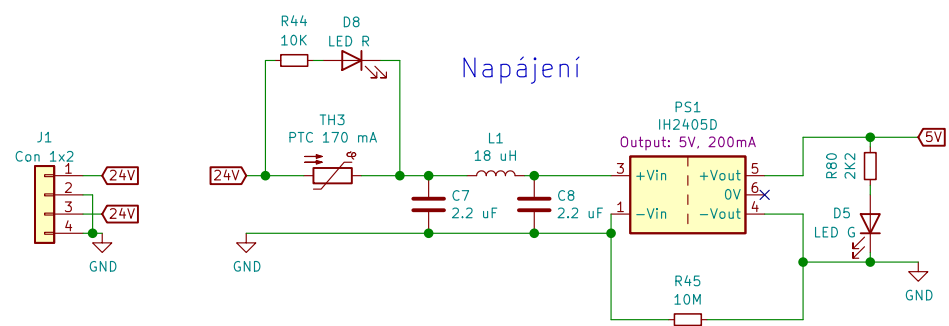 R44
10K
D8
LED R
Napájení
TH3
PTC 170 mA
J1
Con 1x2
1
2
3
4
24V
24V
GND
24V
GND
L1
18 uH
C7
2.2 uF
C8
2.2 uF
PS1
IH2405D
Output: 5V, 200mA
3
1
+Vin
-Vin
+Vout
0V
-Vout
5
6
4
R45
10M
R80
2K2
D5
LED G
5V
GND